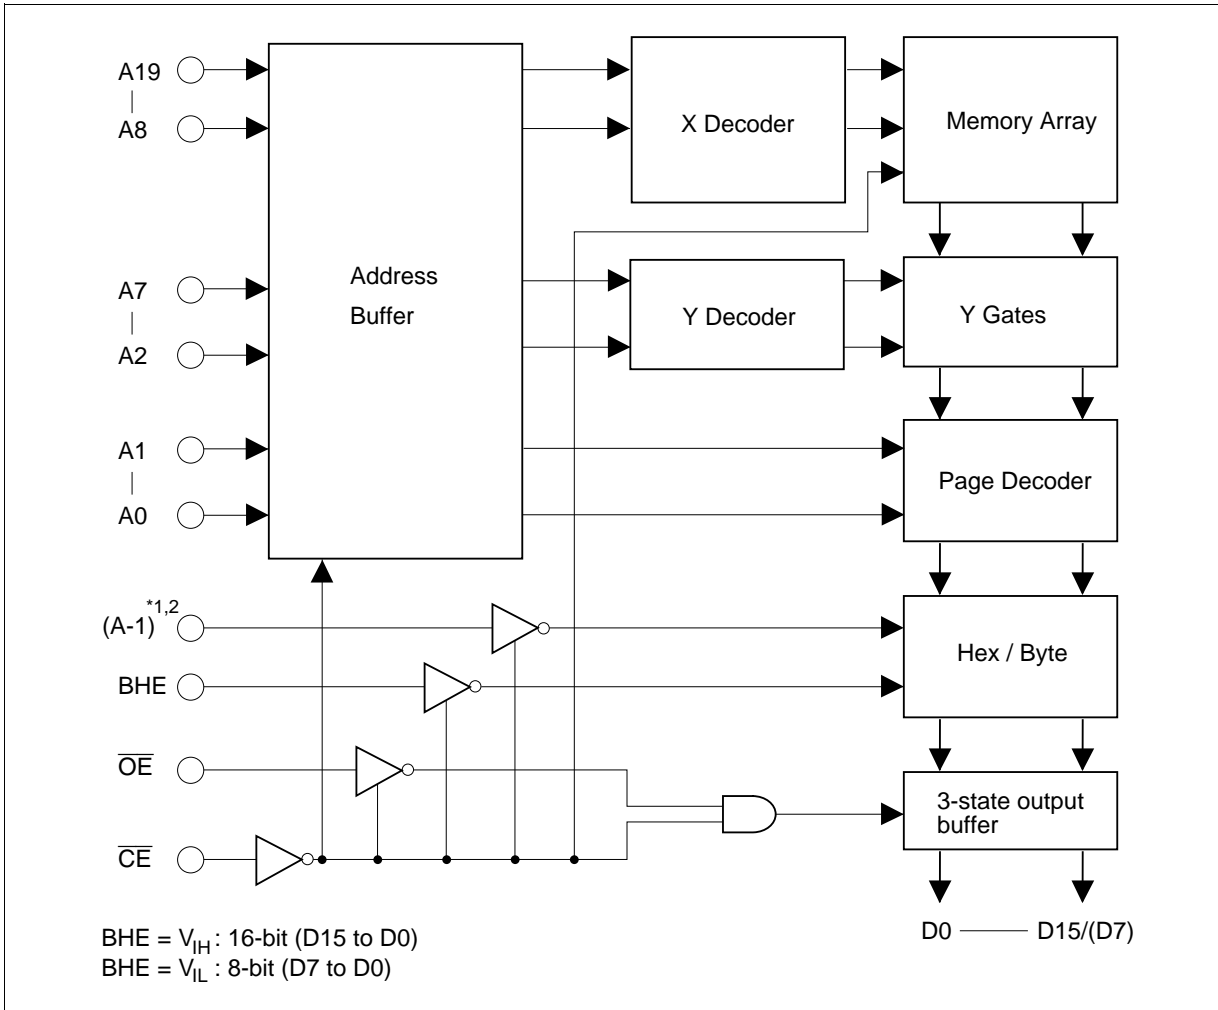 A19
A8
A7
A2
A1
A0
(A-1)*1,2
BHE
OE
CE
Address
Buffer
X Decoder
Y Decoder
Memory Array
Y Gates
Page Decoder
Hex / Byte
3-state output
buffer
D0 D15/(D7)
BHE = VIH : 16-bit (D15 to D0)
BHE = VIL : 8-bit (D7 to D0)